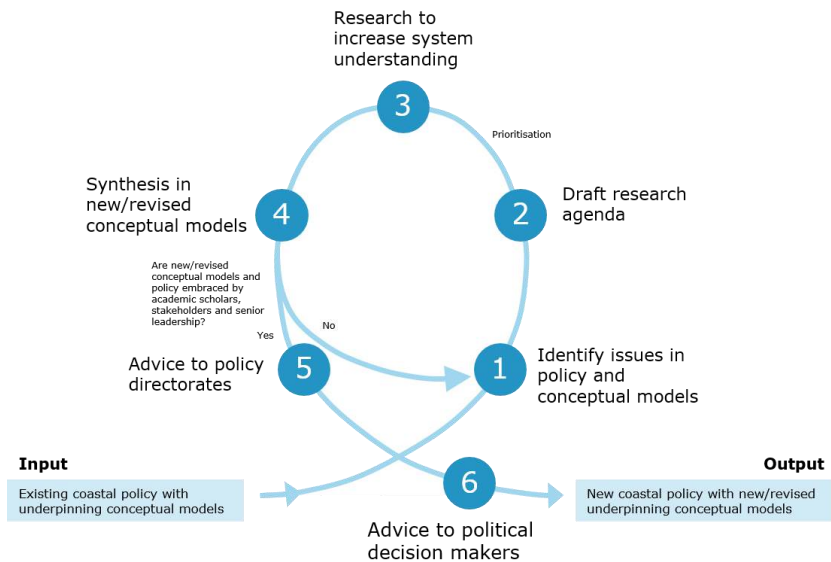 Research to
increase system
understanding
3
Prioritisation
Synthesis in
new/revised
conceptual models
4
2
Draft research
agenda
Are new/revised
conceptual models and
policy embraced by
academic scholars,
stakeholders and senior
leadership?
Yes
No
Advice to policy
directorates
5
1
Identify issues in
policy and
conceptual models
Input
Existing coastal policy with
underpinning conceptual models
6
Advice to political
decision makers
Output
New coastal policy with new/revised
underpinning conceptual models